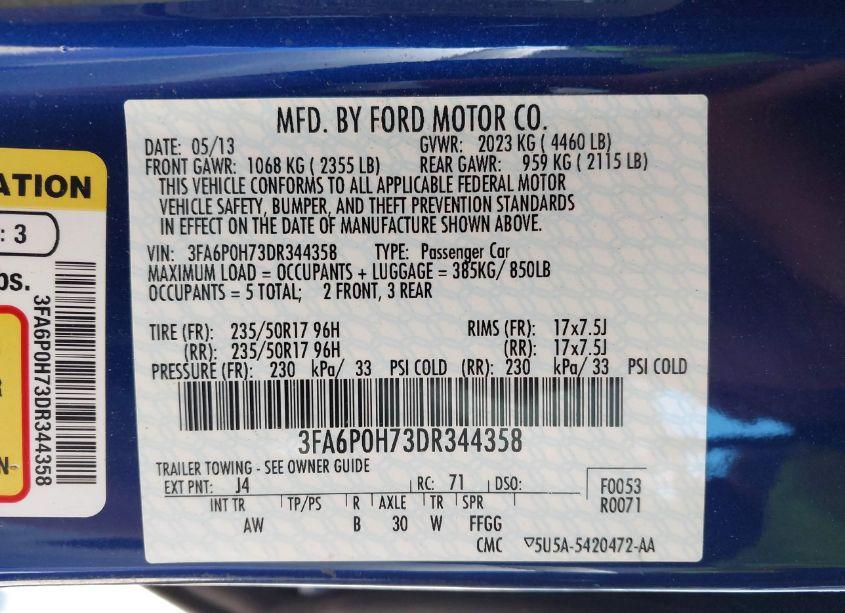 MFD. BY FORD MOTOR CO.
DATE: 05/13 GVWR: 2023 KG ( 4460 LB)
FRONT GAWR: 1068 KG ( 2355 LB) REAR GAWR: 959 KG ( 2115 LB)
THIS VEHICLE CONFORMS TO ALL APPLICABLE FEDERAL MOTOR
VEHICLE SAFETY, BUMPER, AND THEFT PREVENTION STANDARDS
IN EFFECT ON THE DATE OF MANUFACTURE SHOWN ABOVE.
VIN: 3FA6P0H73DR344358 TYPE: Passenger Car
MAXIMUM LOAD = OCCUPANTS + LUGGAGE = 385KG/ 850LB
OCCUPANTS = 5 TOTAL; 2 FRONT, 3 REAR
TIRE (FR): 235/50R17 96H RIMS (FR): 17x7.5J
(RR): 235/50R17 96H (RR): 17x7.5J
PRESSURE (FR): 230 kPa/ 33 PSI COLD (RR): 230 kPa/ 33 PSI COLD
3FA6P0H73DR344358
TRAILER TOWING - SEE OWNER GUIDE
EXT PNT: J4 RC: 71 DSO: F0053
R0071
INT TR TP/PS R AXLE TR SPR
AW B 30 W FFGG
CMC ▽5U5A-5420472-AA
ATION
: 3
bs.
R
N-
3FA6P0H73DR344358